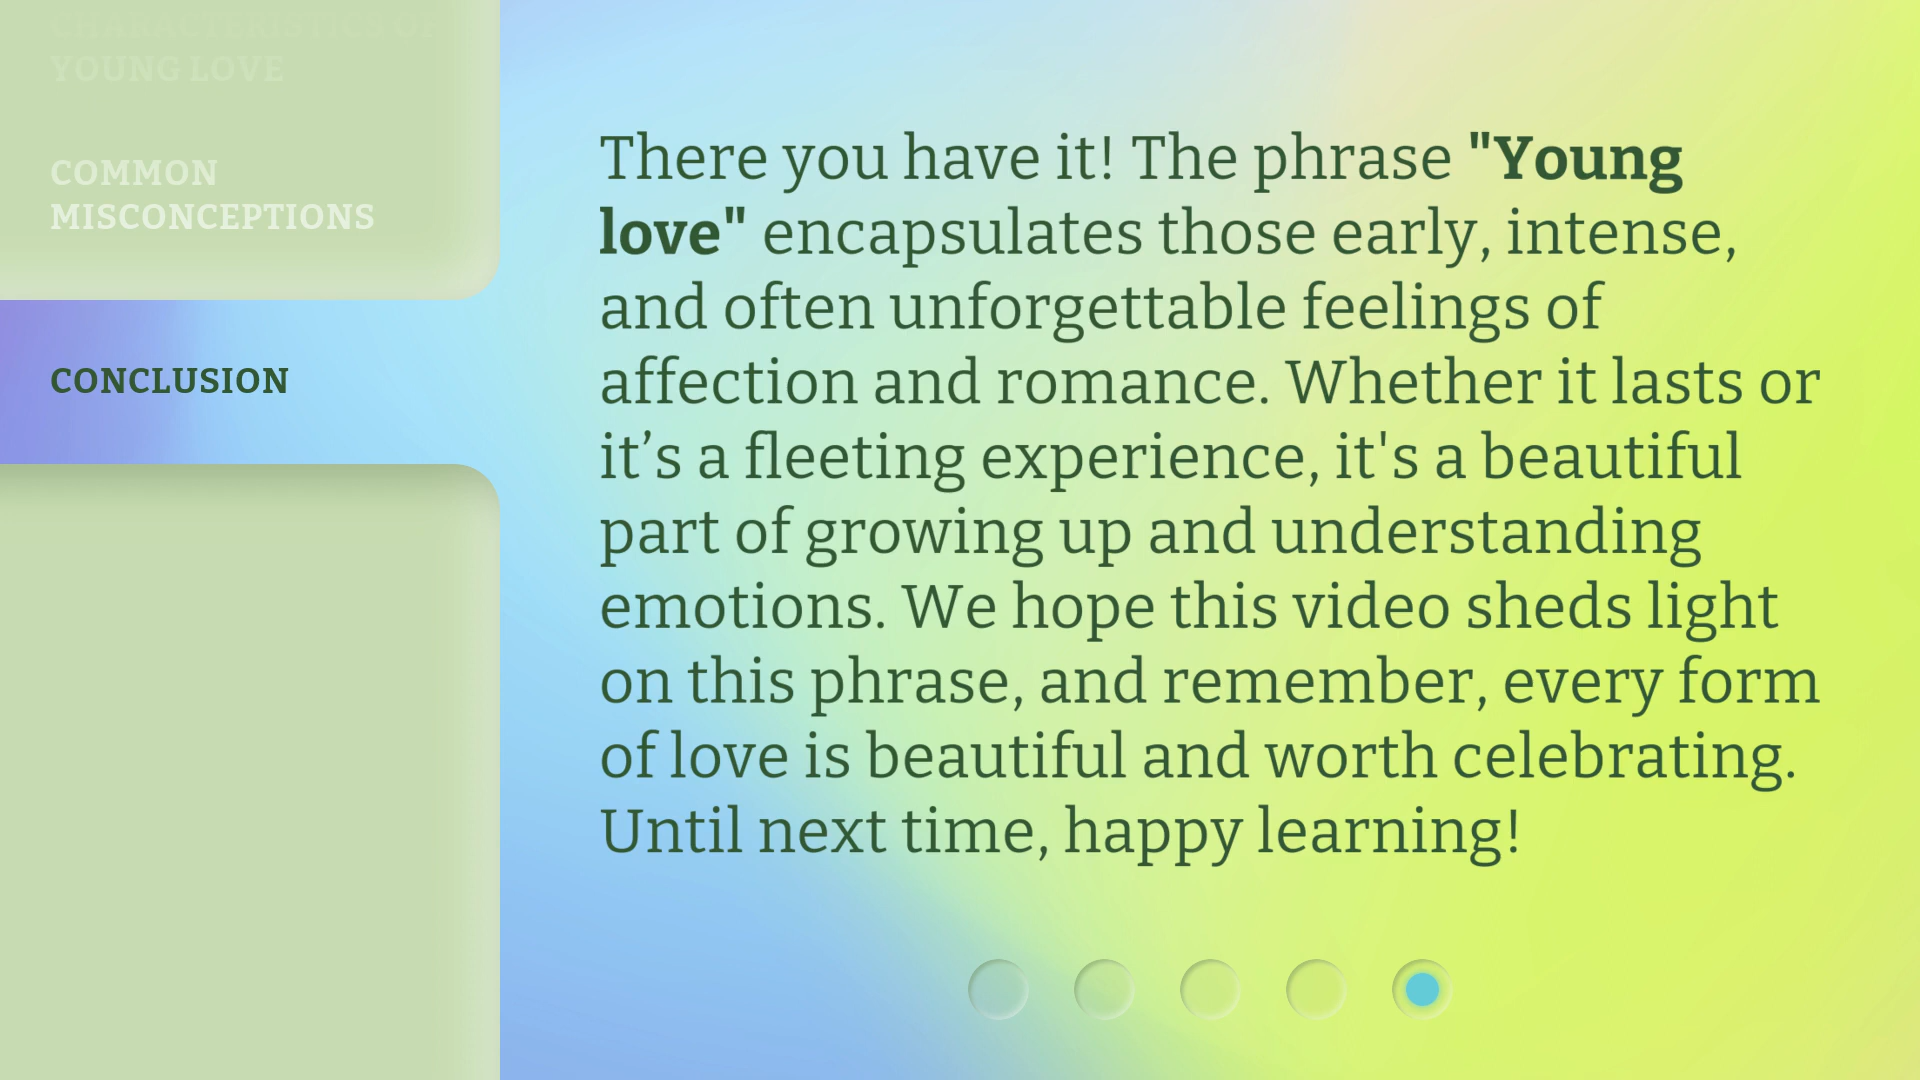 CHARACTERISTICS OF
YOUNG LOVE
COMMON
MISCONCEPTIONS
CONCLUSION
There you have it! The phrase "Young
love" encapsulates those early, intense,
and often unforgettable feelings of
affection and romance. Whether it lasts or
it’s a fleeting experience, it's a beautiful
part of growing up and understanding
emotions. We hope this video sheds light
on this phrase, and remember, every form
of love is beautiful and worth celebrating.
Until next time, happy learning!